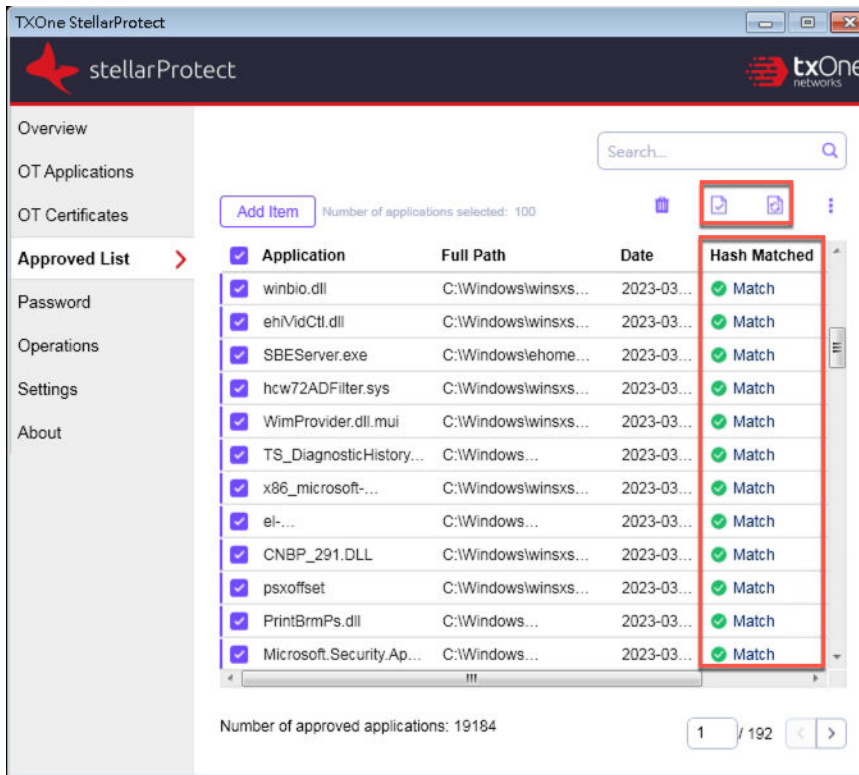 TXOne StellarProtect
stellarProtect
txOne
networks
Overview
OT Applications
OT Certificates
Approved List
Password
Operations
Settings
About
Search...
Add Item Number of applications selected: 100
Application Full Path Date Hash Matched
winbio.dll C:\Windows\winsxs... 2023-03... Match
ehiVidCtl.dll C:\Windows\winsxs... 2023-03... Match
SBEServer.exe C:\Windows\ehome... 2023-03... Match
hcw72ADFilter.sys C:\Windows\winsxs... 2023-03... Match
WimProvider.dll.mui C:\Windows\winsxs... 2023-03... Match
TS_DiagnosticHistory... C:\Windows... 2023-03... Match
x86_microsoft-... C:\Windows\winsxs... 2023-03... Match
el-... C:\Windows... 2023-03... Match
CNBP_291.DLL C:\Windows\winsxs... 2023-03... Match
psxoffset C:\Windows\winsxs... 2023-03... Match
PrintBrmPs.dll C:\Windows... 2023-03... Match
Microsoft.Security.Ap... C:\Windows... 2023-03... Match
Number of approved applications: 19184
1 / 192